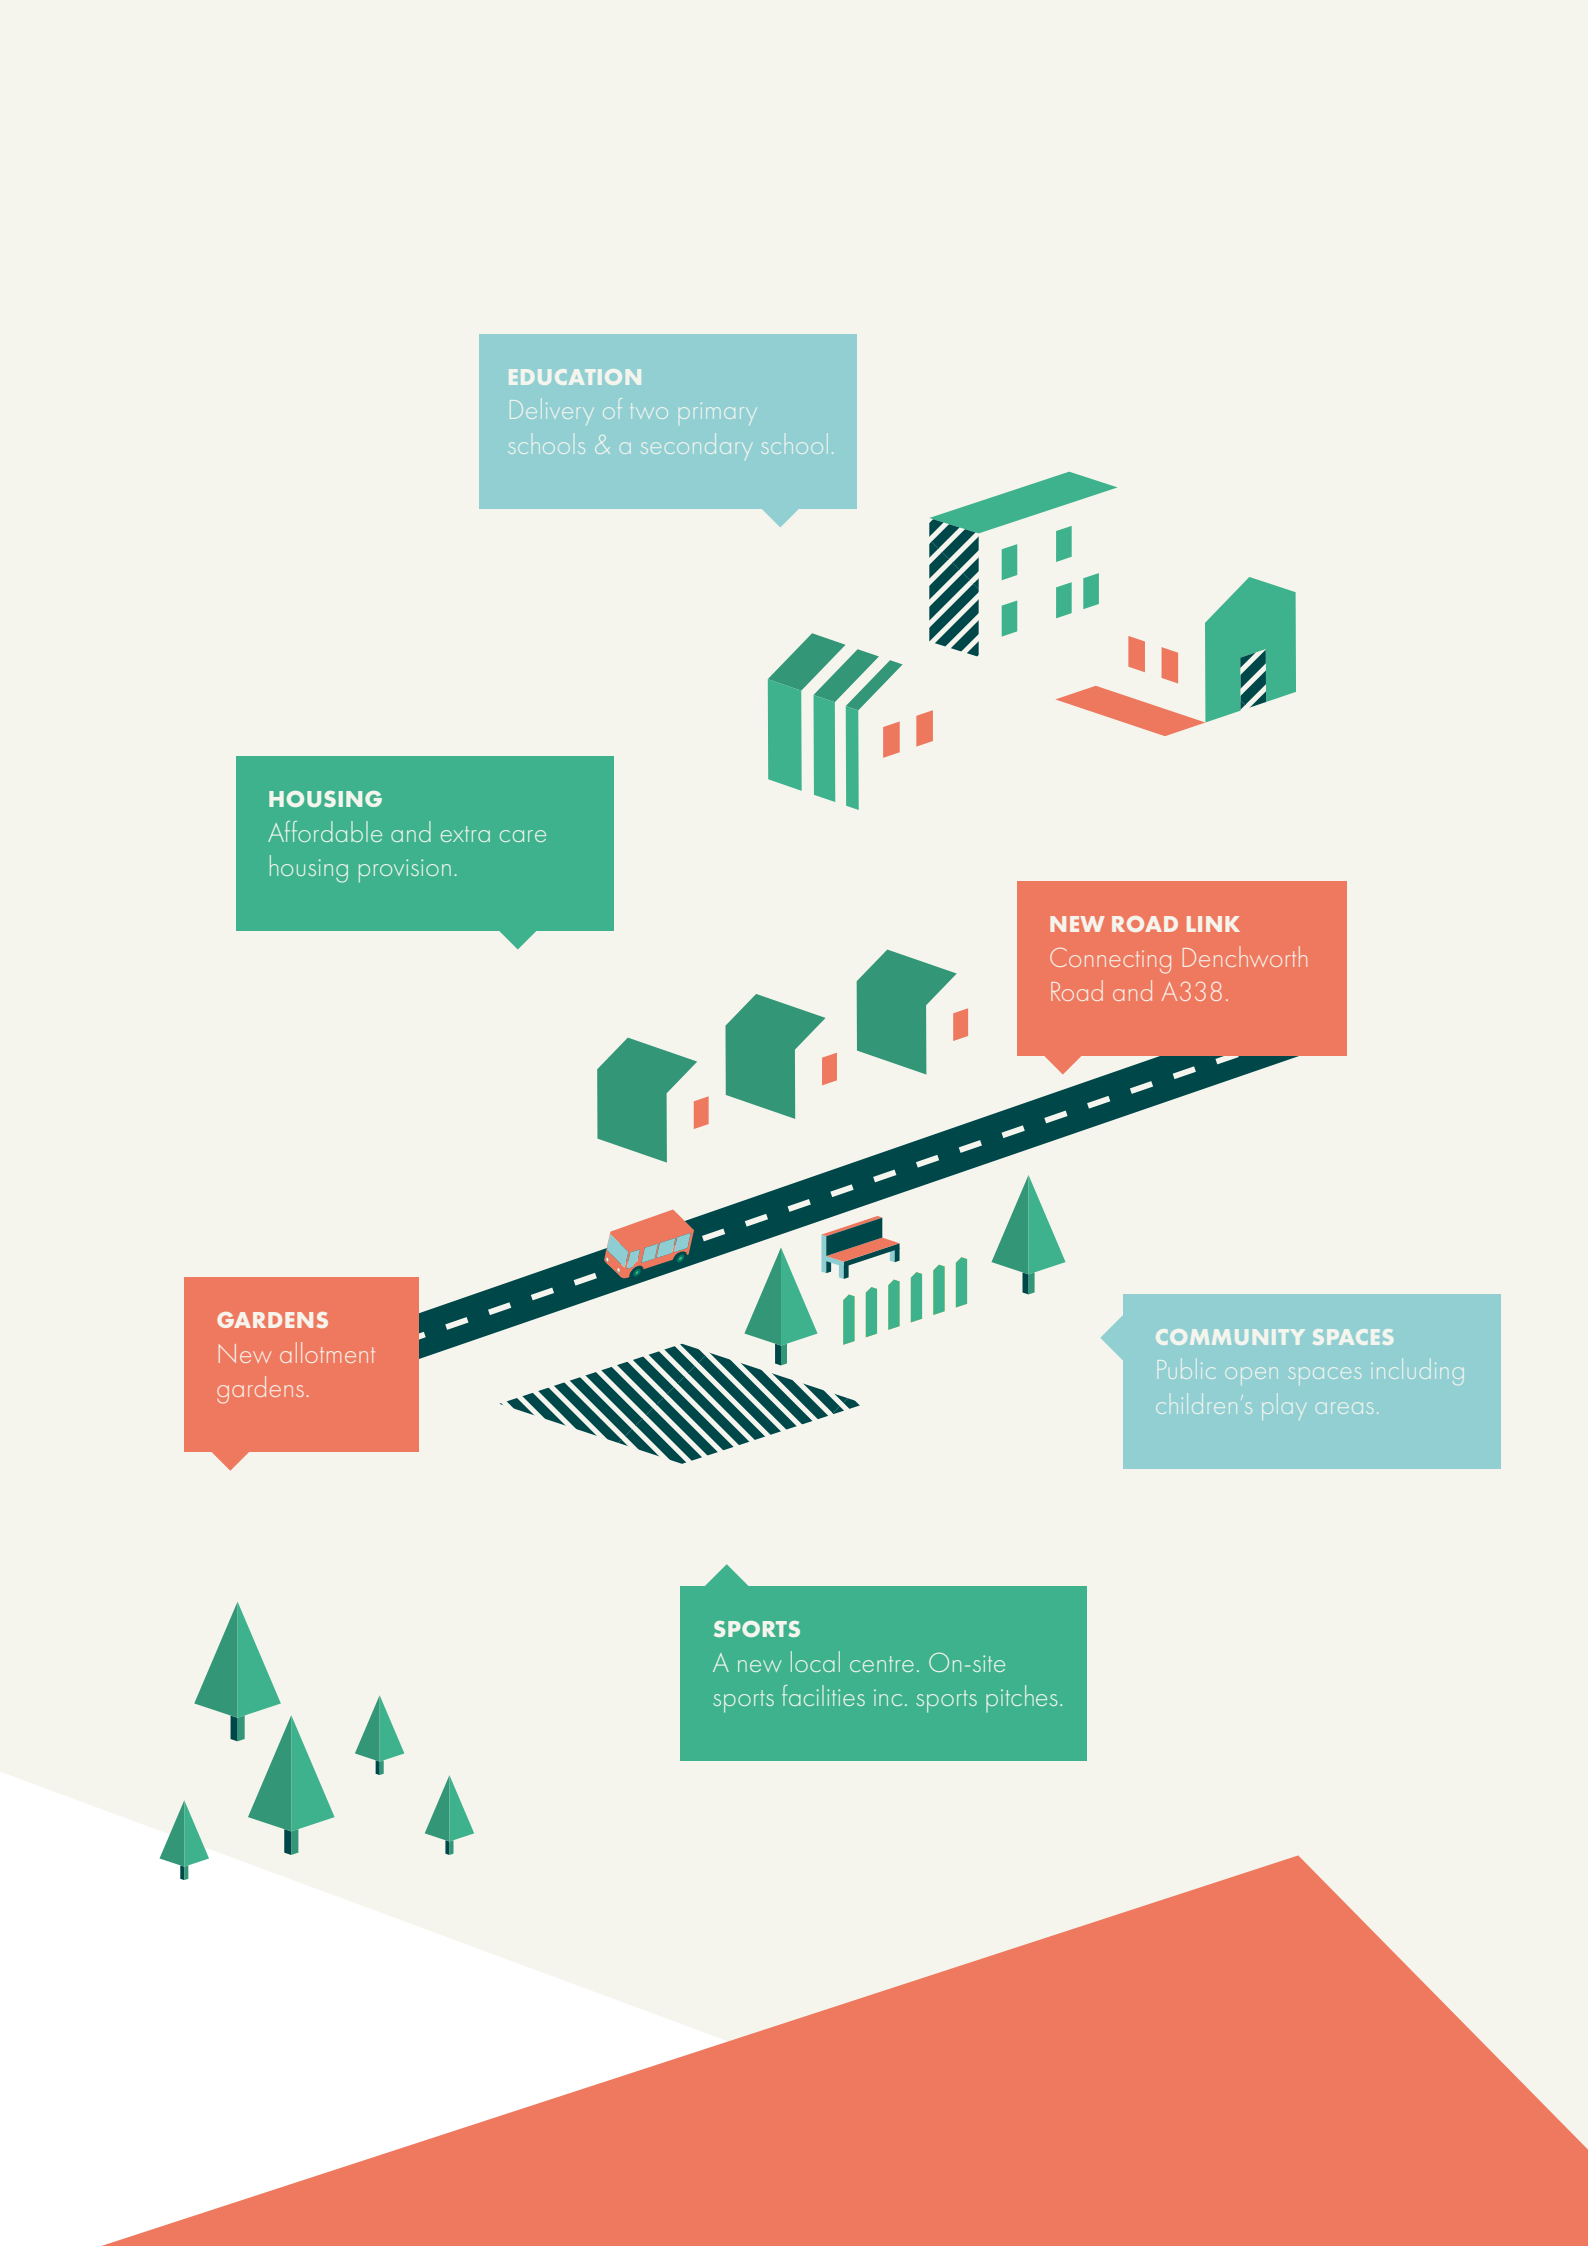 EDUCATION
Delivery of two primary
schools & a secondary school.
HOUSING
Affordable and extra care
housing provision.
NEW ROAD LINK
Connecting Denchworth
Road and A338.
GARDENS
New allotment
gardens.
COMMUNITY SPACES
Public open spaces including
children’s play areas.
SPORTS
A new local centre. On-site
sports facilities inc. sports pitches.